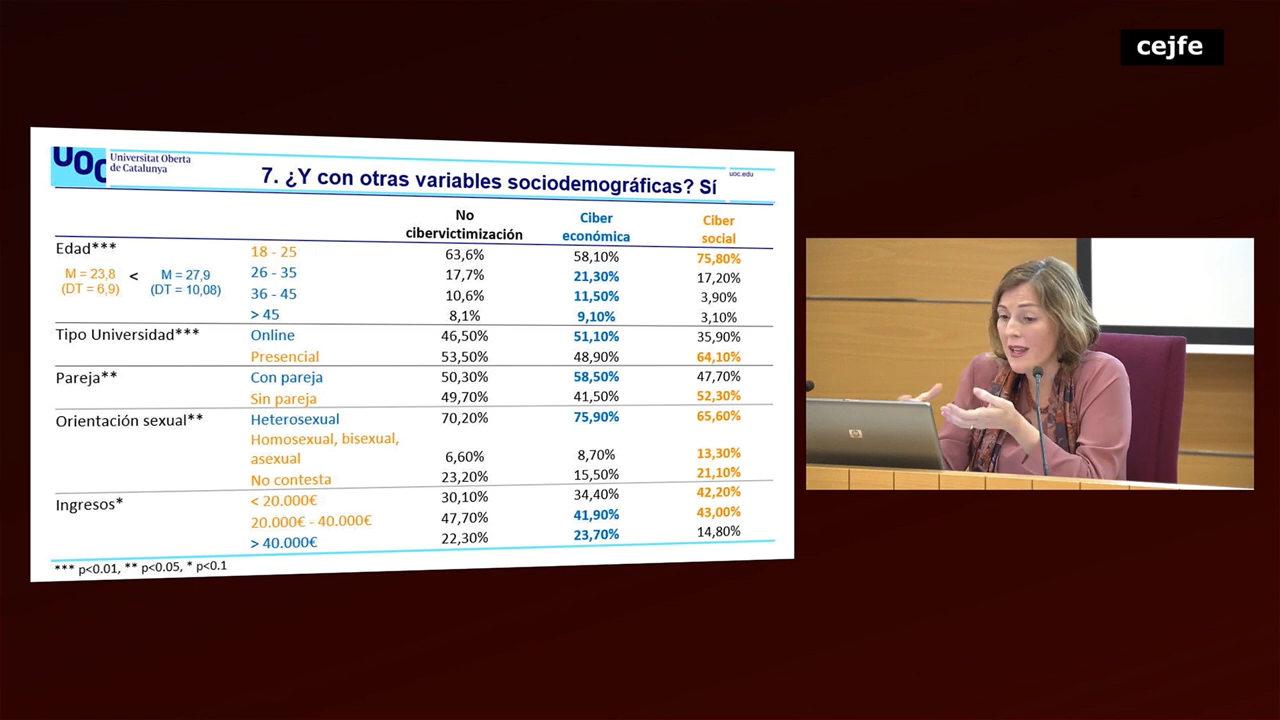 cejfe
UOC
Universitat Oberta
de Catalunya
uoc.edu
7. ¿Y con otras variables sociodemográficas? Sí
No cibervictimización Ciber económica Ciber social
Edad*** 18 - 25 63,6% 58,10% 75,80%
M = 23,8 (DT = 6,9) < M = 27,9 (DT = 10,08)
26 - 35 17,7% 21,30% 17,20%
36 - 45 10,6% 11,50% 3,90%
> 45 8,1% 9,10% 3,10%
Tipo Universidad*** Online 46,50% 51,10% 35,90%
Presencial 53,50% 48,90% 64,10%
Pareja** Con pareja 50,30% 58,50% 47,70%
Sin pareja 49,70% 41,50% 52,30%
Orientación sexual** Heterosexual 70,20% 75,90% 65,60%
Homosexual, bisexual,
asexual 6,60% 8,70% 13,30%
No contesta 23,20% 15,50% 21,10%
Ingresos* < 20.000€ 30,10% 34,40% 42,20%
20.000€ - 40.000€ 47,70% 41,90% 43,00%
> 40.000€ 22,30% 23,70% 14,80%
*** p<0.01, ** p<0.05, * p<0.1
hp